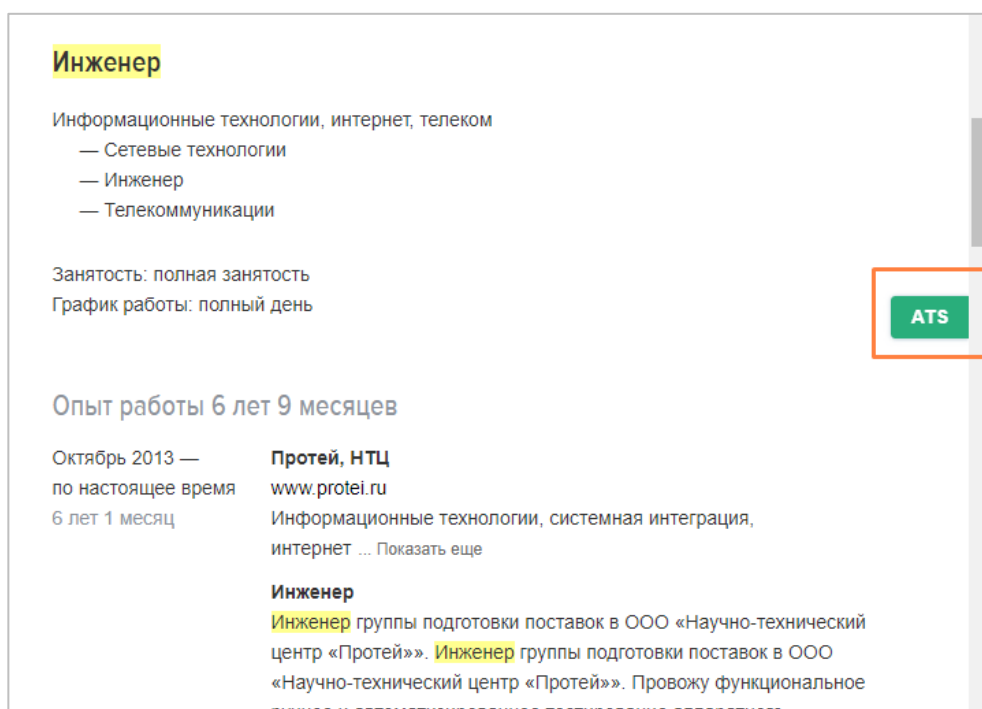 Инженер
Информационные технологии, интернет, телеком
— Сетевые технологии
— Инженер
— Телекоммуникации
Занятость: полная занятость
График работы: полный день
ATS
Опыт работы 6 лет 9 месяцев
Октябрь 2013 —
по настоящее время
6 лет 1 месяц
Протей, НТЦ
www.protei.ru
Информационные технологии, системная интеграция,
интернет ... Показать еще
Инженер
Инженер группы подготовки поставок в ООО «Научно-технический
центр «Протей»». Инженер группы подготовки поставок в ООО
«Научно-технический центр «Протей»». Провожу функциональное